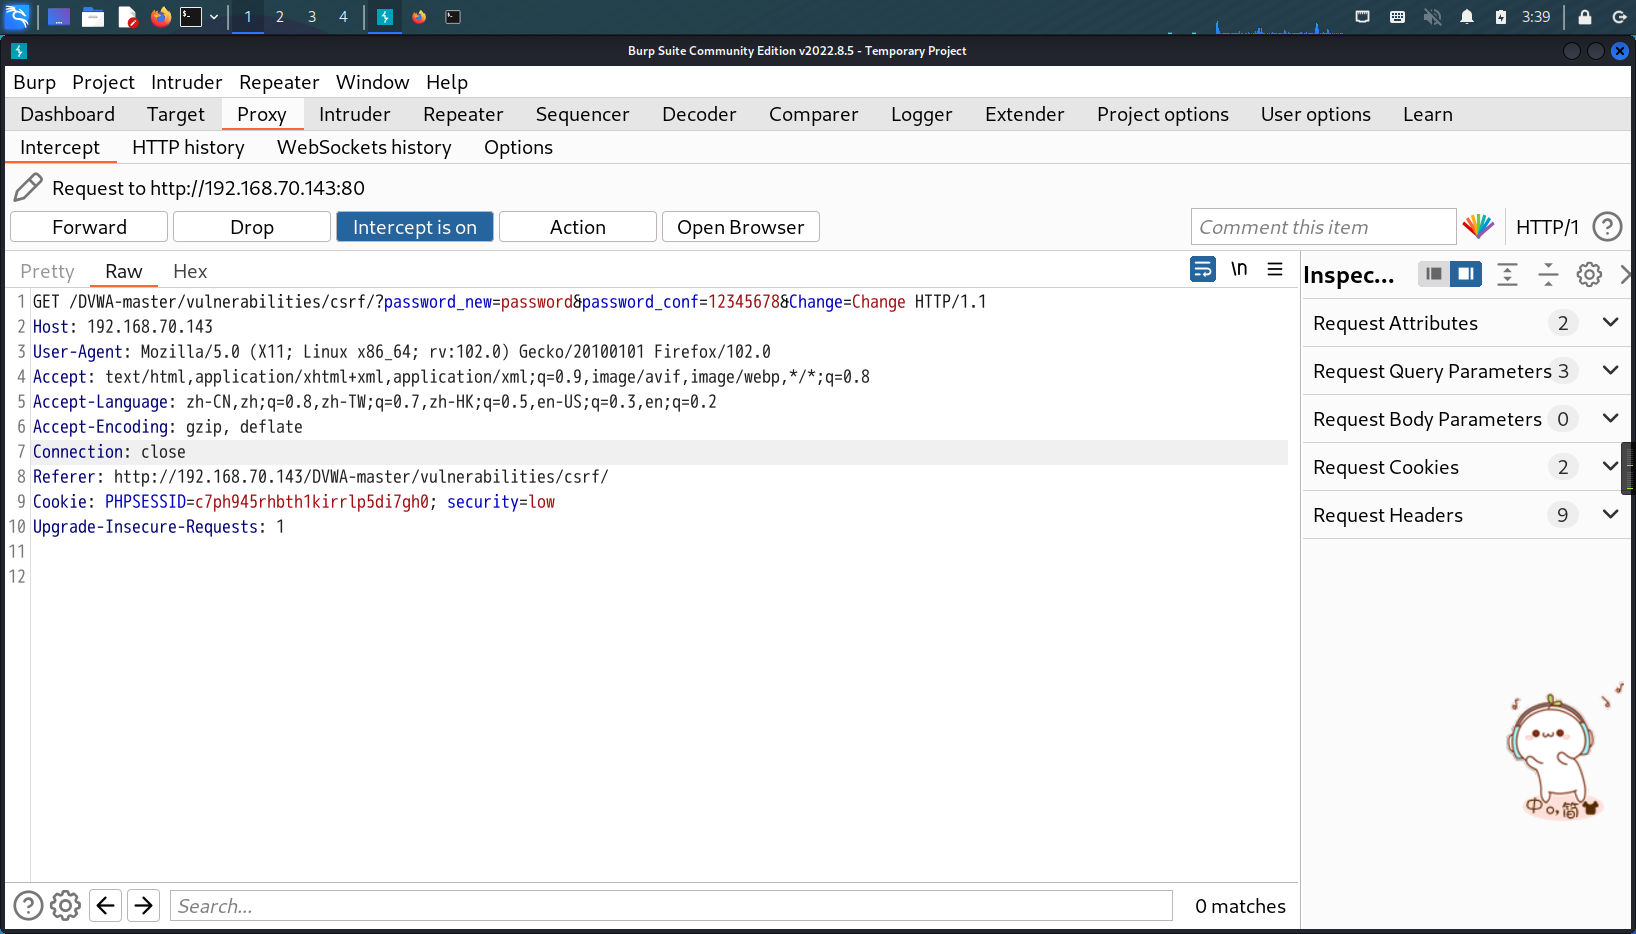 1 2 3 4 3:39
Burp Suite Community Edition v2022.8.5 - Temporary Project
Burp Project Intruder Repeater Window Help
Dashboard Target Proxy Intruder Repeater Sequencer Decoder Comparer Logger Extender Project options User options Learn
Intercept HTTP history WebSockets history Options
Request to http://192.168.70.143:80
Forward Drop Intercept is on Action Open Browser Comment this item HTTP/1
Pretty Raw Hex \n Inspec...
1 GET /DVWA-master/vulnerabilities/csrf/?password_new=password&password_conf=12345678&Change=Change HTTP/1.1
2 Host: 192.168.70.143
3 User-Agent: Mozilla/5.0 (X11; Linux x86_64; rv:102.0) Gecko/20100101 Firefox/102.0
4 Accept: text/html,application/xhtml+xml,application/xml;q=0.9,image/avif,image/webp,*/*;q=0.8
5 Accept-Language: zh-CN,zh;q=0.8,zh-TW;q=0.7,zh-HK;q=0.5,en-US;q=0.3,en;q=0.2
6 Accept-Encoding: gzip, deflate
7 Connection: close
8 Referer: http://192.168.70.143/DVWA-master/vulnerabilities/csrf/
9 Cookie: PHPSESSID=c7ph945rhbth1kirrlp5di7gh0; security=low
10 Upgrade-Insecure-Requests: 1
11
12
Request Attributes 2
Request Query Parameters 3
Request Body Parameters 0
Request Cookies 2
Request Headers 9
中 简
Search... 0 matches